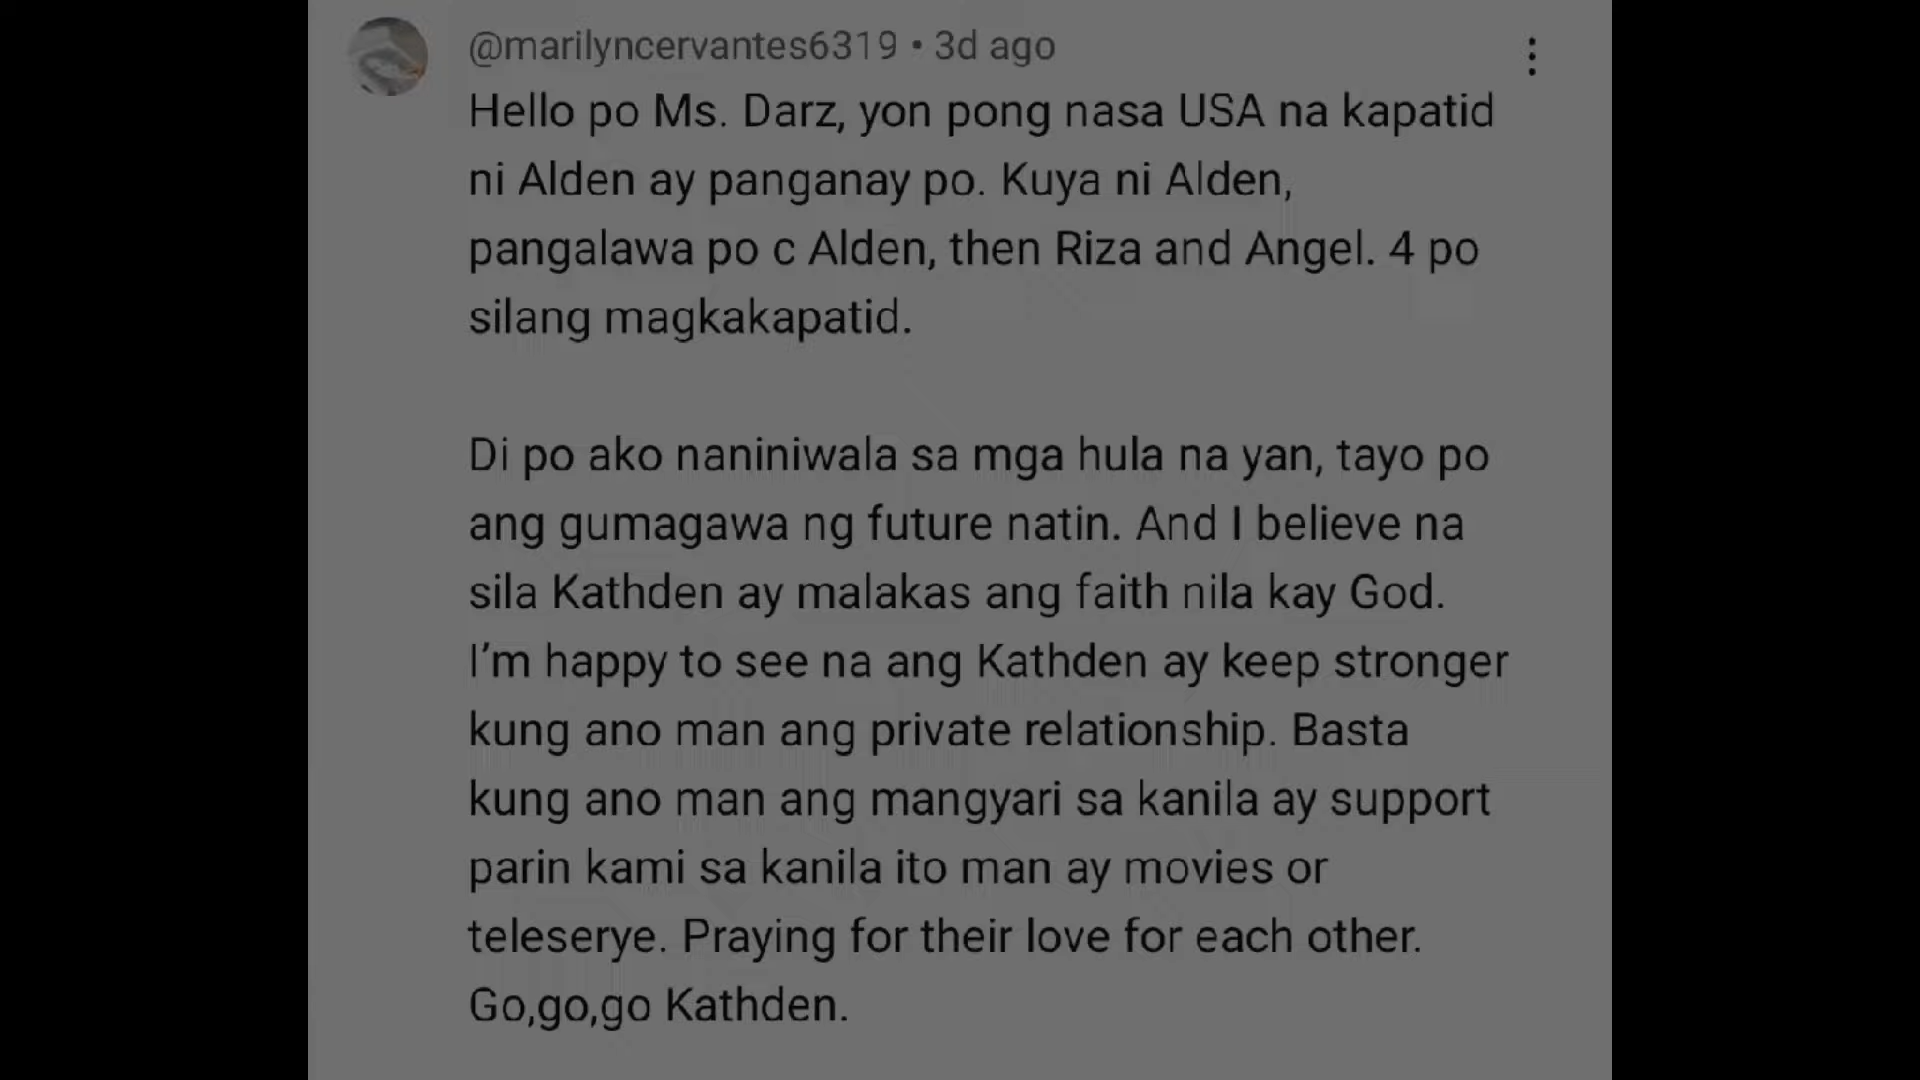 @marilyncervantes6319 • 3d ago
Hello po Ms. Darz, yon pong nasa USA na kapatid
ni Alden ay panganay po. Kuya ni Alden,
pangalawa po c Alden, then Riza and Angel. 4 po
silang magkakapatid.
Di po ako naniniwala sa mga hula na yan, tayo po
ang gumagawa ng future natin. And I believe na
sila Kathden ay malakas ang faith nila kay God.
I'm happy to see na ang Kathden ay keep stronger
kung ano man ang private relationship. Basta
kung ano man ang mangyari sa kanila ay support
parin kami sa kanila ito man ay movies or
teleserye. Praying for their love for each other.
Go,go,go Kathden.